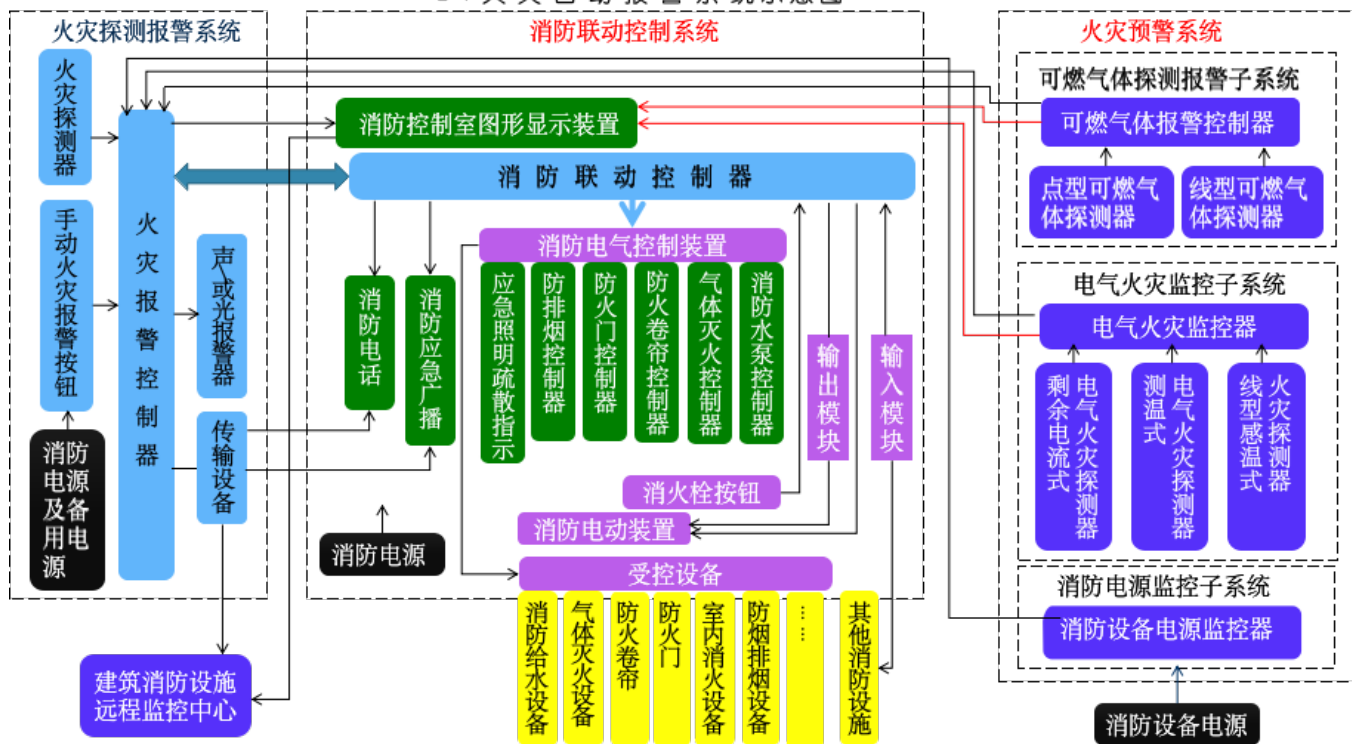 火灾自动报警系统示意图
火灾探测报警系统
火灾探测器
手动火灾报警按钮
消防
电源
及备
用电
源
火灾报警控制器
声\或光报警器
传输设备
建筑消防设施
远程监控中心
消防联动控制系统
消防控制室图形显示装置
消防联动控制器
消防电话
消防应急广播
消防电源
消防电气控制装置
应急照明疏散指示
防排烟控制器
防火门控制器
防火卷帘控制器
气体灭火控制器
消防水泵控制器
输出模块
输入模块
消火栓按钮
消防电动装置
受控设备
消防给水设备
气体灭火设备
防火卷帘
防火门
室内消火设备
防烟排烟设备
……
其他消防设施
火灾预警系统
可燃气体探测报警子系统
可燃气体报警控制器
点型可燃气
体探测器
线型可燃气
体探测器
电气火灾监控子系统
电气火灾监控器
剩余电流式
电气火灾探测器
测温式
电气火灾探测器
线型感温式
火灾探测器
消防电源监控子系统
消防设备电源监控器
消防设备电源